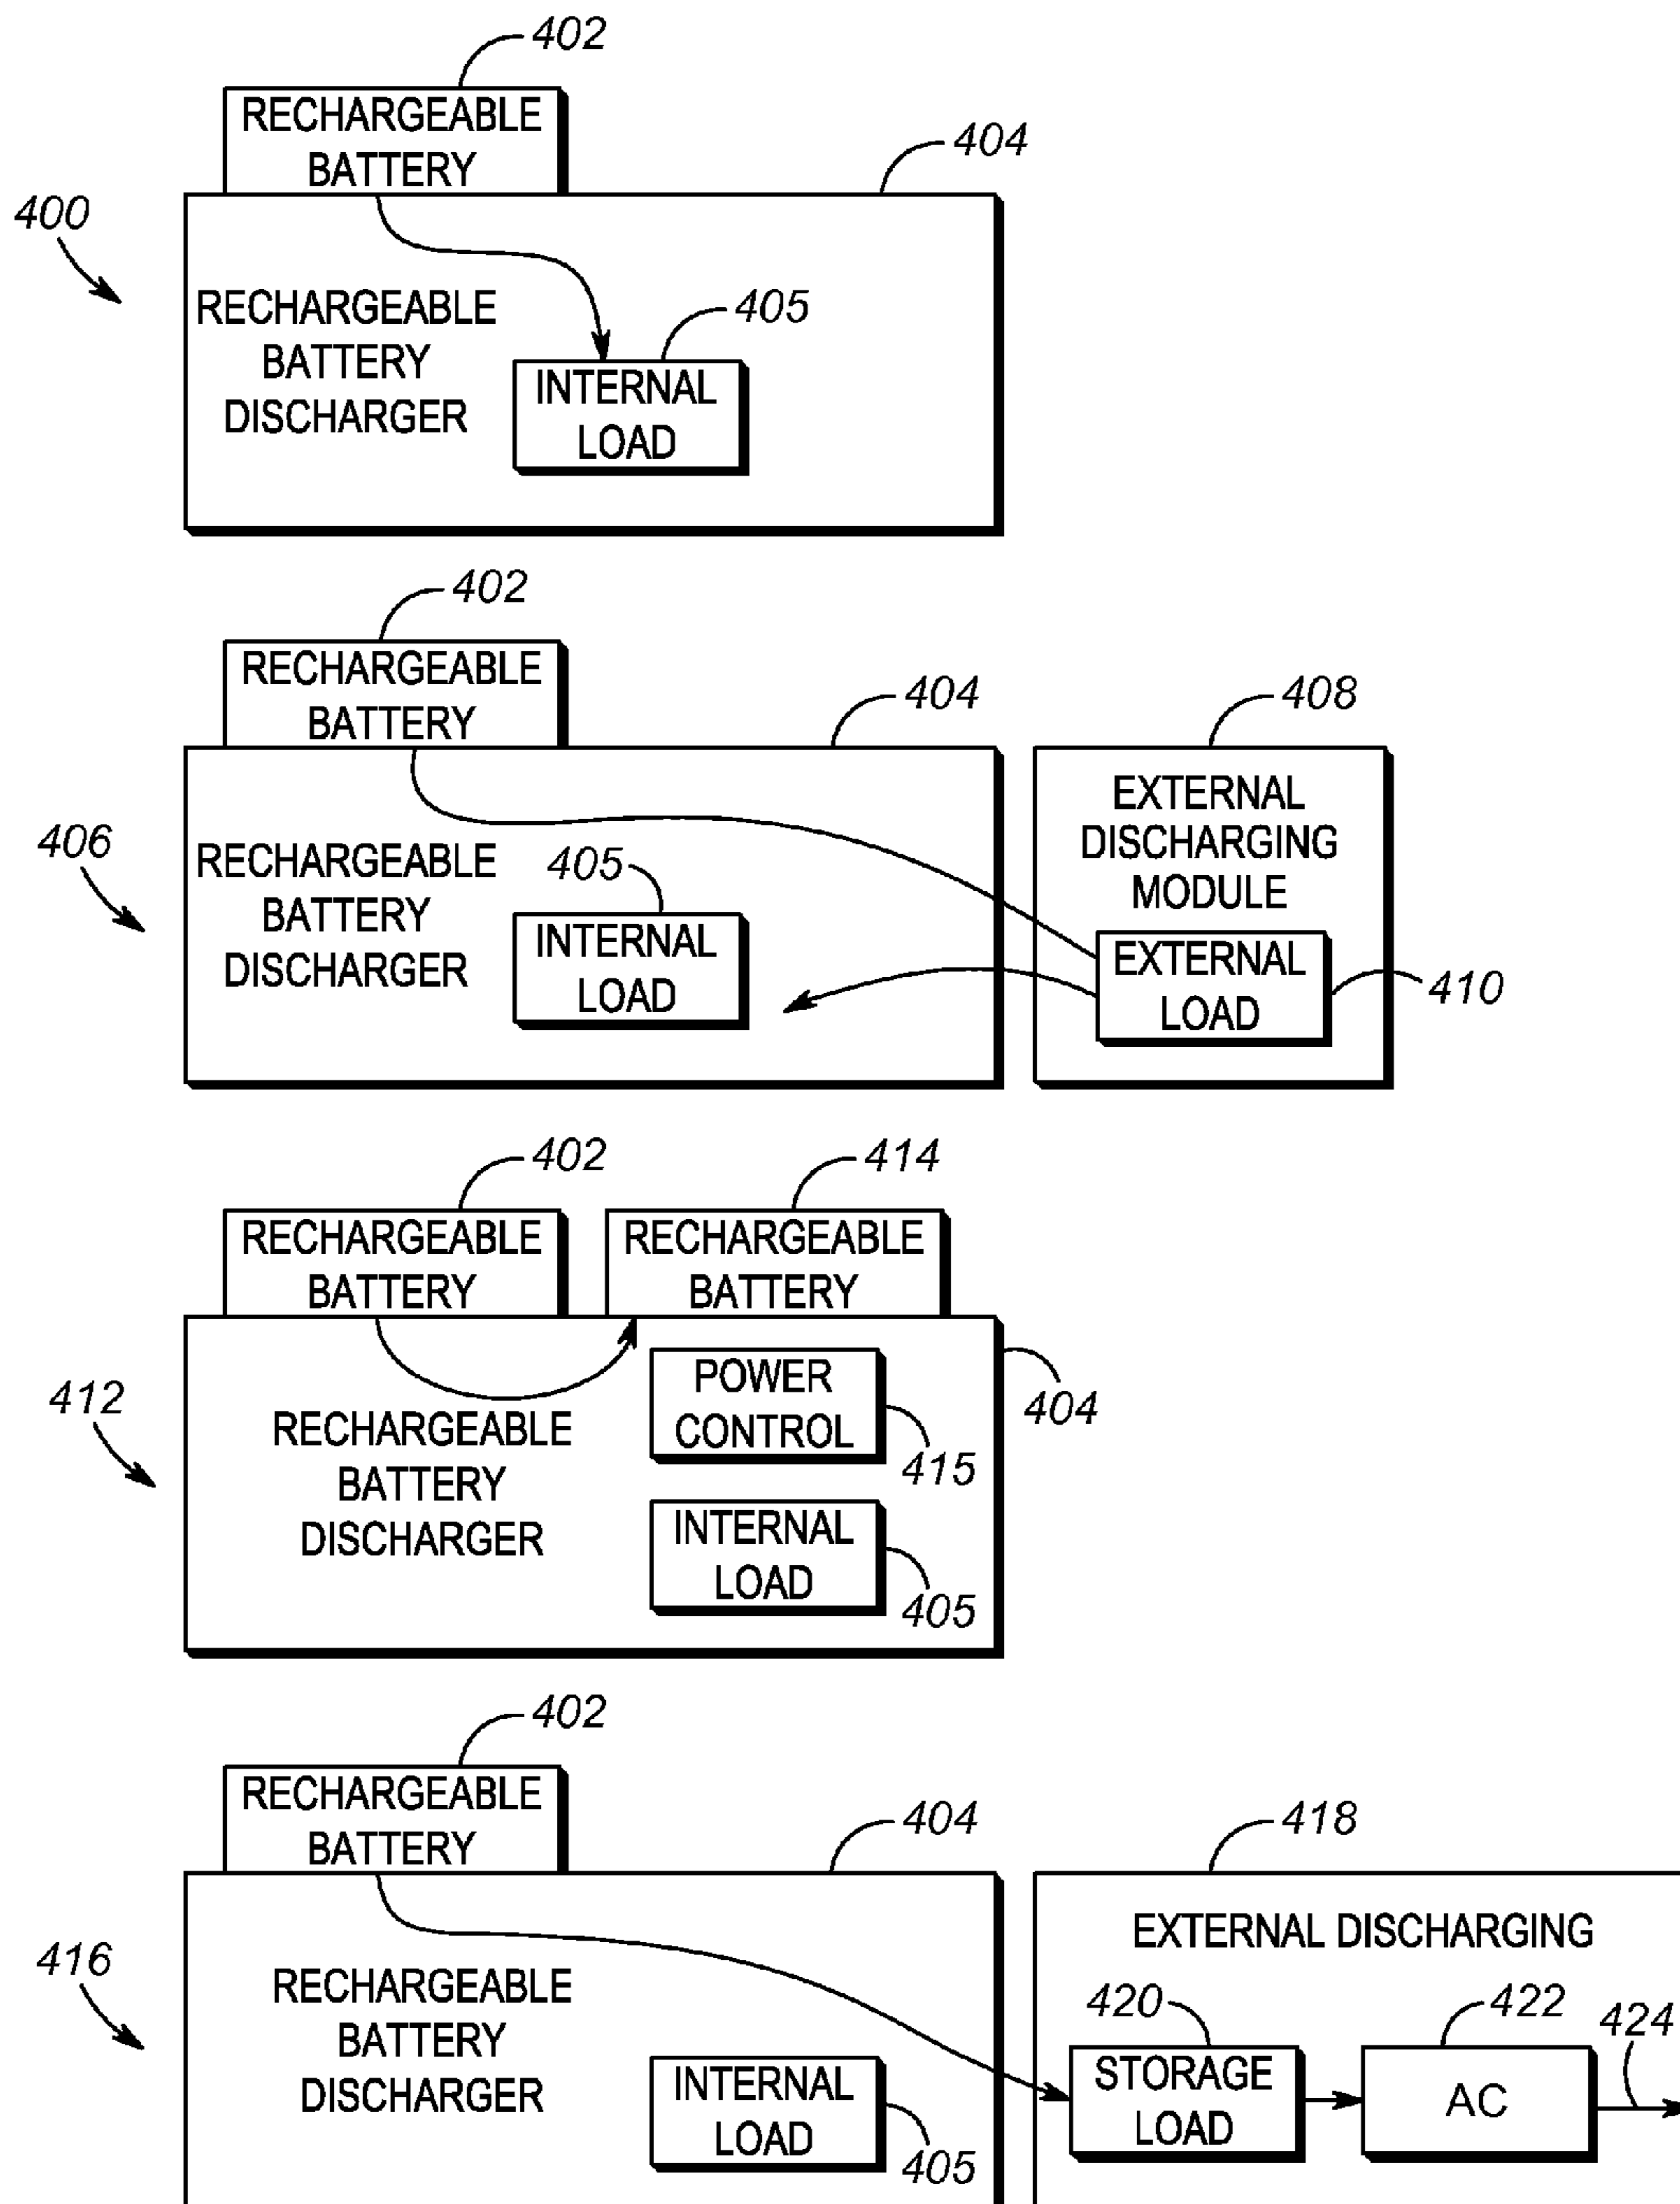 402
RECHARGEABLE
BATTERY
404
400
RECHARGEABLE
BATTERY
DISCHARGER
405
INTERNAL
LOAD
402
RECHARGEABLE
BATTERY
404
408
EXTERNAL
DISCHARGING
MODULE
406
RECHARGEABLE
BATTERY
DISCHARGER
405
INTERNAL
LOAD
EXTERNAL
LOAD
410
402
414
RECHARGEABLE
BATTERY
RECHARGEABLE
BATTERY
412
RECHARGEABLE
BATTERY
DISCHARGER
POWER
CONTROL
415
404
INTERNAL
LOAD
405
402
RECHARGEABLE
BATTERY
404
418
EXTERNAL DISCHARGING
416
RECHARGEABLE
BATTERY
DISCHARGER
INTERNAL
LOAD
405
420
STORAGE
LOAD
422
AC
424